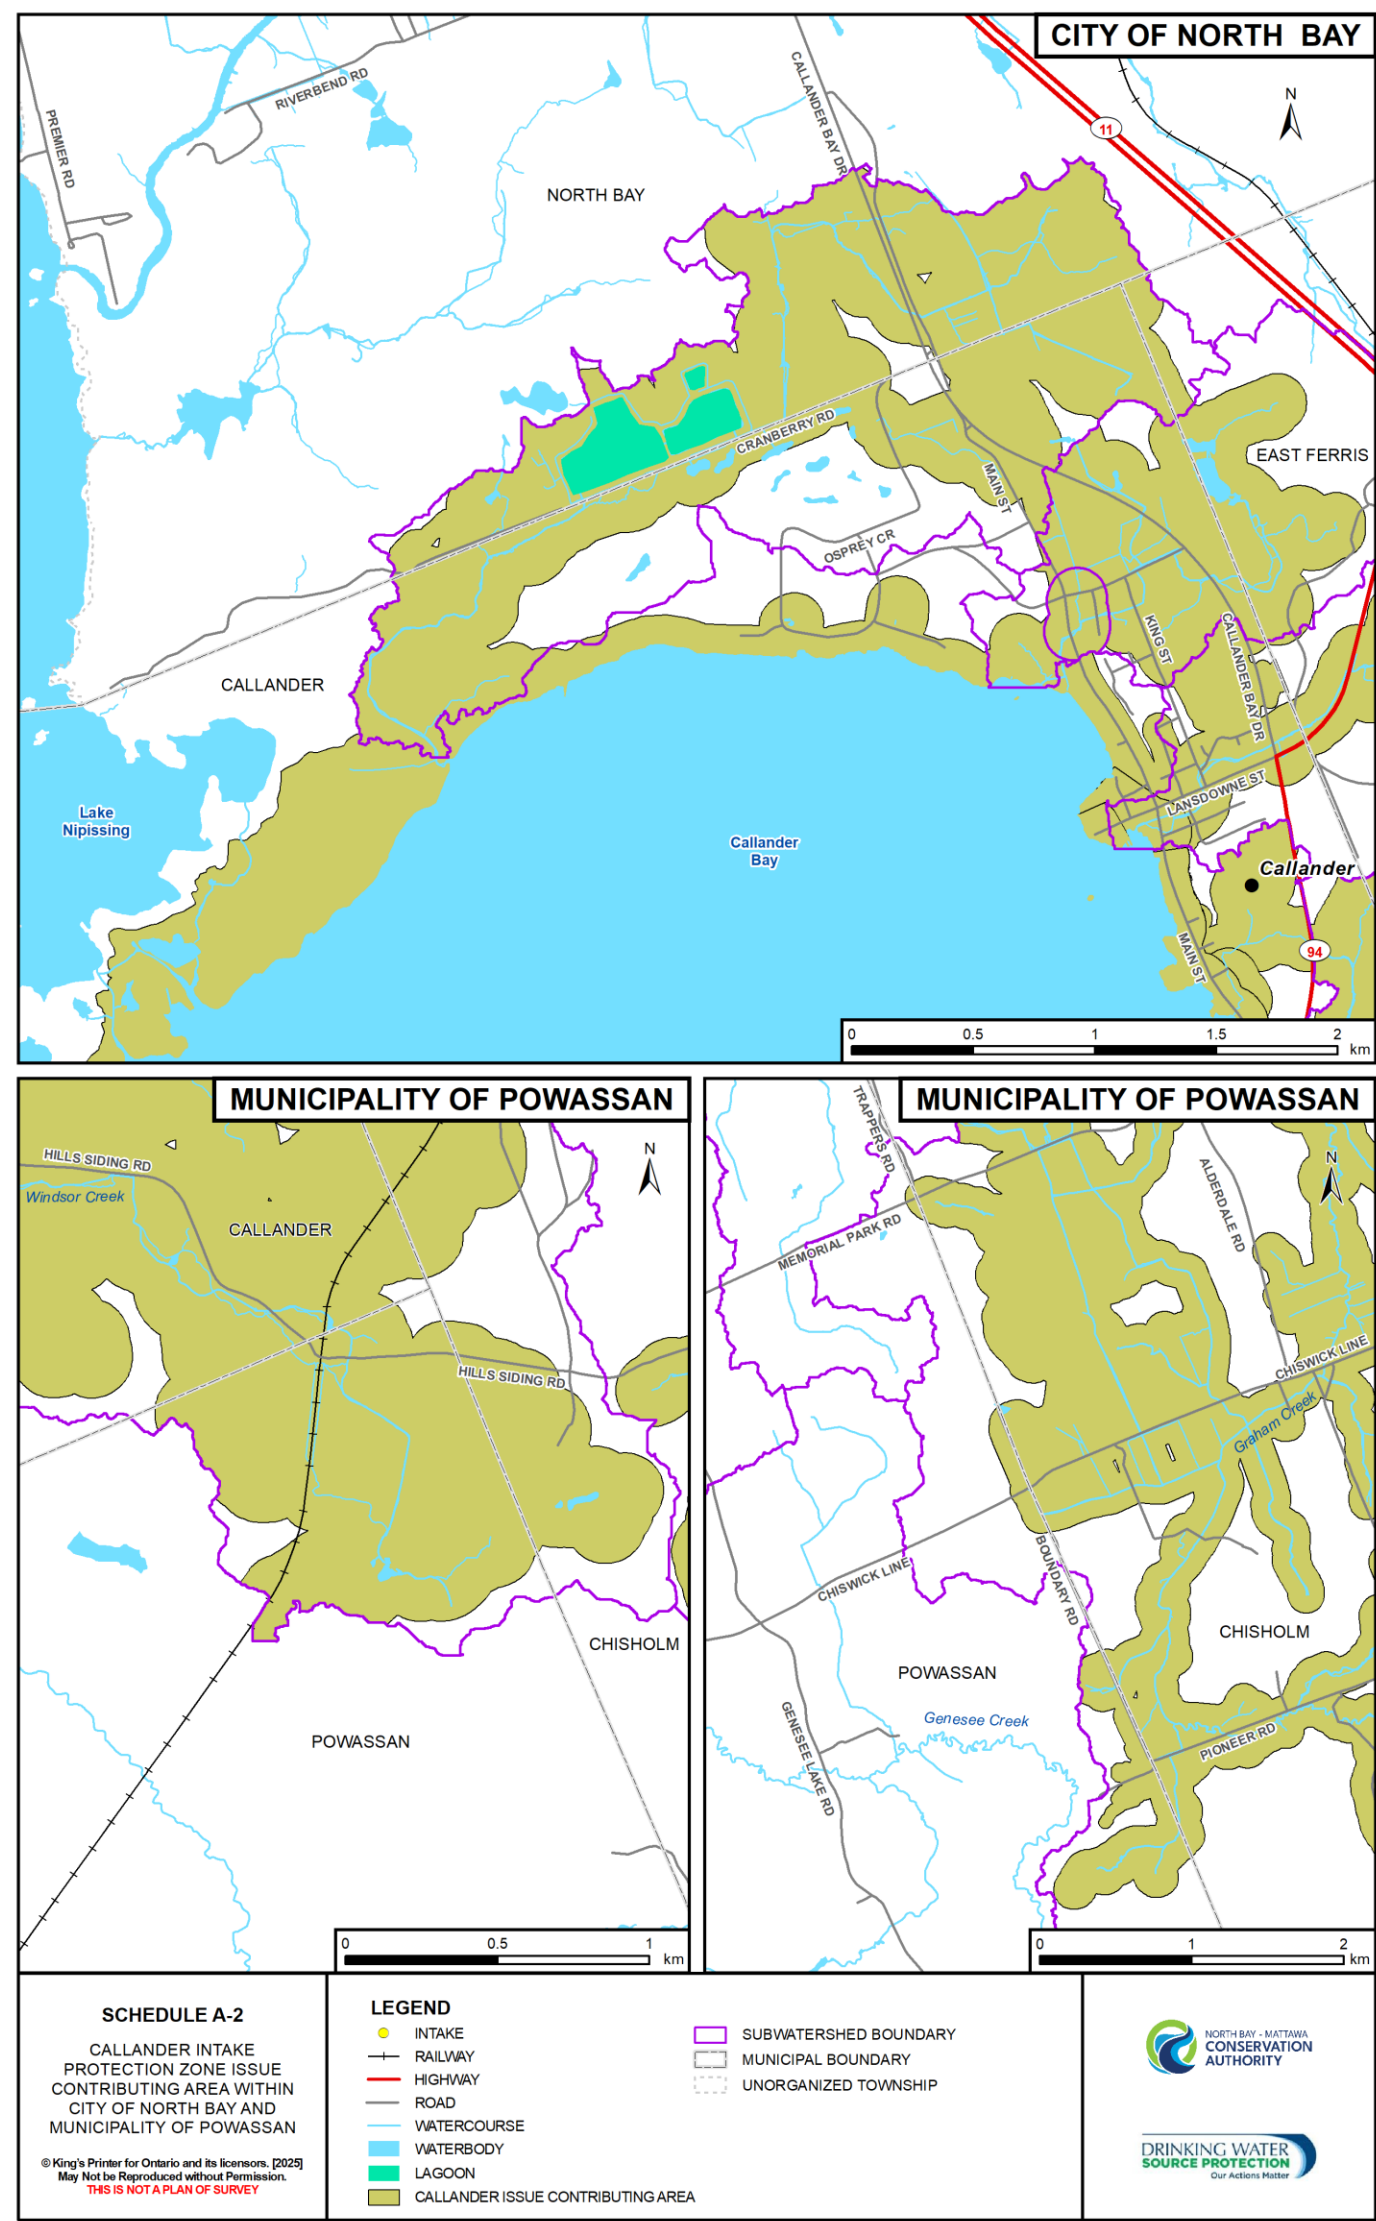 CITY OF NORTH BAY
N
11
RIVERBEND RD
PREMIER RD
CALLANDER BAY DR
NORTH BAY
CRANBERRY RD
MAIN ST
EAST FERRIS
OSPREY CR
KING ST
CALLANDER BAY DR
CALLANDER
LANSDOWNE ST
Lake
Nipissing
Callander
Bay
Callander
MAIN ST
94
0 0.5 1 1.5 2
km
MUNICIPALITY OF POWASSAN
N
HILLS SIDING RD
Windsor Creek
CALLANDER
HILLS SIDING RD
CHISHOLM
POWASSAN
0 0.5 1
km
MUNICIPALITY OF POWASSAN
N
TRAPPERS RD
ALDERDALE RD
MEMORIAL PARK RD
CHISWICK LINE
Graham Creek
BOUNDARY RD
CHISWICK LINE
CHISHOLM
POWASSAN
Genesee Creek
GENESEE LAKE RD
PIONEER RD
0 1 2
km
SCHEDULE A-2
CALLANDER INTAKE
PROTECTION ZONE ISSUE
CONTRIBUTING AREA WITHIN
CITY OF NORTH BAY AND
MUNICIPALITY OF POWASSAN
© King's Printer for Ontario and its licensors. [2025]
May Not be Reproduced without Permission.
THIS IS NOT A PLAN OF SURVEY
LEGEND
INTAKE
RAILWAY
HIGHWAY
ROAD
WATERCOURSE
WATERBODY
LAGOON
CALLANDER ISSUE CONTRIBUTING AREA
SUBWATERSHED BOUNDARY
MUNICIPAL BOUNDARY
UNORGANIZED TOWNSHIP
NORTH BAY - MATTAWA
CONSERVATION
AUTHORITY
DRINKING WATER
SOURCE PROTECTION
Our Actions Matter